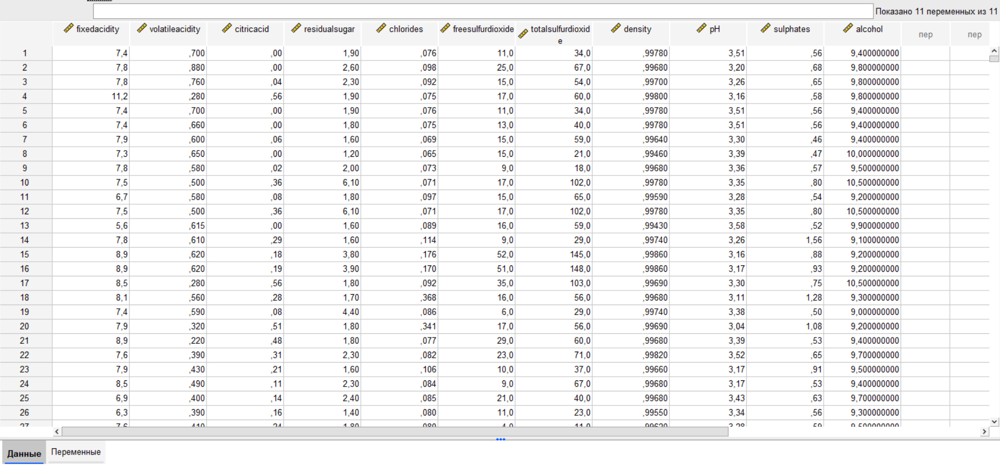 Показано 11 переменных из 11
fixedacidity volatileacidity citricacid residualsugar chlorides freesulfurdioxide totalsulfurdioxid density pH sulphates alcohol пер пер
e
1 7,4 ,700 ,00 1,90 ,076 11,0 34,0 ,99780 3,51 ,56 9,400000000
2 7,8 ,880 ,00 2,60 ,098 25,0 67,0 ,99680 3,20 ,68 9,800000000
3 7,8 ,760 ,04 2,30 ,092 15,0 54,0 ,99700 3,26 ,65 9,800000000
4 11,2 ,280 ,56 1,90 ,075 17,0 60,0 ,99800 3,16 ,58 9,800000000
5 7,4 ,700 ,00 1,90 ,076 11,0 34,0 ,99780 3,51 ,56 9,400000000
6 7,4 ,660 ,00 1,80 ,075 13,0 40,0 ,99780 3,51 ,56 9,400000000
7 7,9 ,600 ,06 1,60 ,069 15,0 59,0 ,99640 3,30 ,46 9,400000000
8 7,3 ,650 ,00 1,20 ,065 15,0 21,0 ,99460 3,39 ,47 10,000000000
9 7,8 ,580 ,02 2,00 ,073 9,0 18,0 ,99680 3,36 ,57 9,500000000
10 7,5 ,500 ,36 6,10 ,071 17,0 102,0 ,99780 3,35 ,80 10,500000000
11 6,7 ,580 ,08 1,80 ,097 15,0 65,0 ,99590 3,28 ,54 9,200000000
12 7,5 ,500 ,36 6,10 ,071 17,0 102,0 ,99780 3,35 ,80 10,500000000
13 5,6 ,615 ,00 1,60 ,089 16,0 59,0 ,99430 3,58 ,52 9,900000000
14 7,8 ,610 ,29 1,60 ,114 9,0 29,0 ,99740 3,26 1,56 9,100000000
15 8,9 ,620 ,18 3,80 ,176 52,0 145,0 ,99860 3,16 ,88 9,200000000
16 8,9 ,620 ,19 3,90 ,170 51,0 148,0 ,99860 3,17 ,93 9,200000000
17 8,5 ,280 ,56 1,80 ,092 35,0 103,0 ,99690 3,30 ,75 10,500000000
18 8,1 ,560 ,28 1,70 ,368 16,0 56,0 ,99680 3,11 1,28 9,300000000
19 7,4 ,590 ,08 4,40 ,086 6,0 29,0 ,99740 3,38 ,50 9,000000000
20 7,9 ,320 ,51 1,80 ,341 17,0 56,0 ,99690 3,04 1,08 9,200000000
21 8,9 ,220 ,48 1,80 ,077 29,0 60,0 ,99680 3,39 ,53 9,400000000
22 7,6 ,390 ,31 2,30 ,082 23,0 71,0 ,99820 3,52 ,65 9,700000000
23 7,9 ,430 ,21 1,60 ,106 10,0 37,0 ,99660 3,17 ,91 9,500000000
24 8,5 ,490 ,11 2,30 ,084 9,0 67,0 ,99680 3,17 ,53 9,400000000
25 6,9 ,400 ,14 2,40 ,085 21,0 40,0 ,99680 3,43 ,63 9,700000000
26 6,3 ,390 ,16 1,40 ,080 11,0 23,0 ,99550 3,34 ,56 9,300000000
Данные Переменные